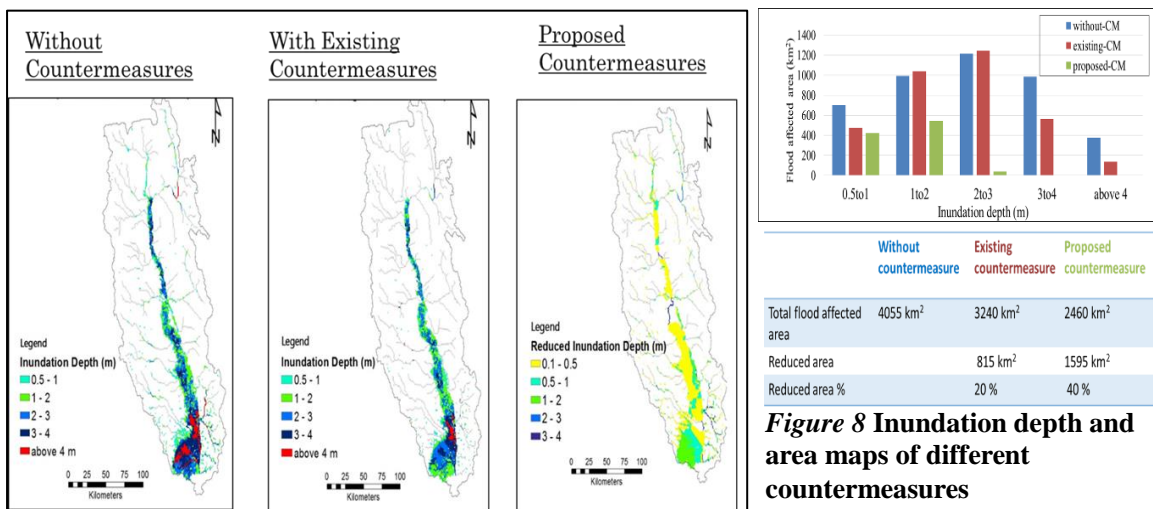 Without
Countermeasures
With Existing
Countermeasures
Proposed
Countermeasures
N
N
N
Legend
Inundation Depth (m)
0.5 - 1
1 - 2
2 - 3
3 - 4
above 4 m
0 12.5 25 50 75 100
Kilometers
Legend
Inundation Depth (m)
0.5 - 1
1 - 2
2 - 3
3 - 4
above 4 m
0 12.5 25 50 75 100
Kilometers
Legend
Reduced Inundation Depth (m)
0.1 - 0.5
0.5 - 1
1 - 2
2 - 3
3 - 4
0 12.5 25 50 75 100
Kilometers
without-CM
existing-CM
proposed-CM
Flood affected area (km²)
1400
1200
1000
800
600
400
200
0
0.5to1 1to2 2to3 3to4 above 4
Inundation depth (m)
Without Existing Proposed
countermeasure countermeasure countermeasure
Total flood affected area 4055 km² 3240 km² 2460 km²
Reduced area 815 km² 1595 km²
Reduced area % 20 % 40 %
Figure 8 Inundation depth and
area maps of different
countermeasures